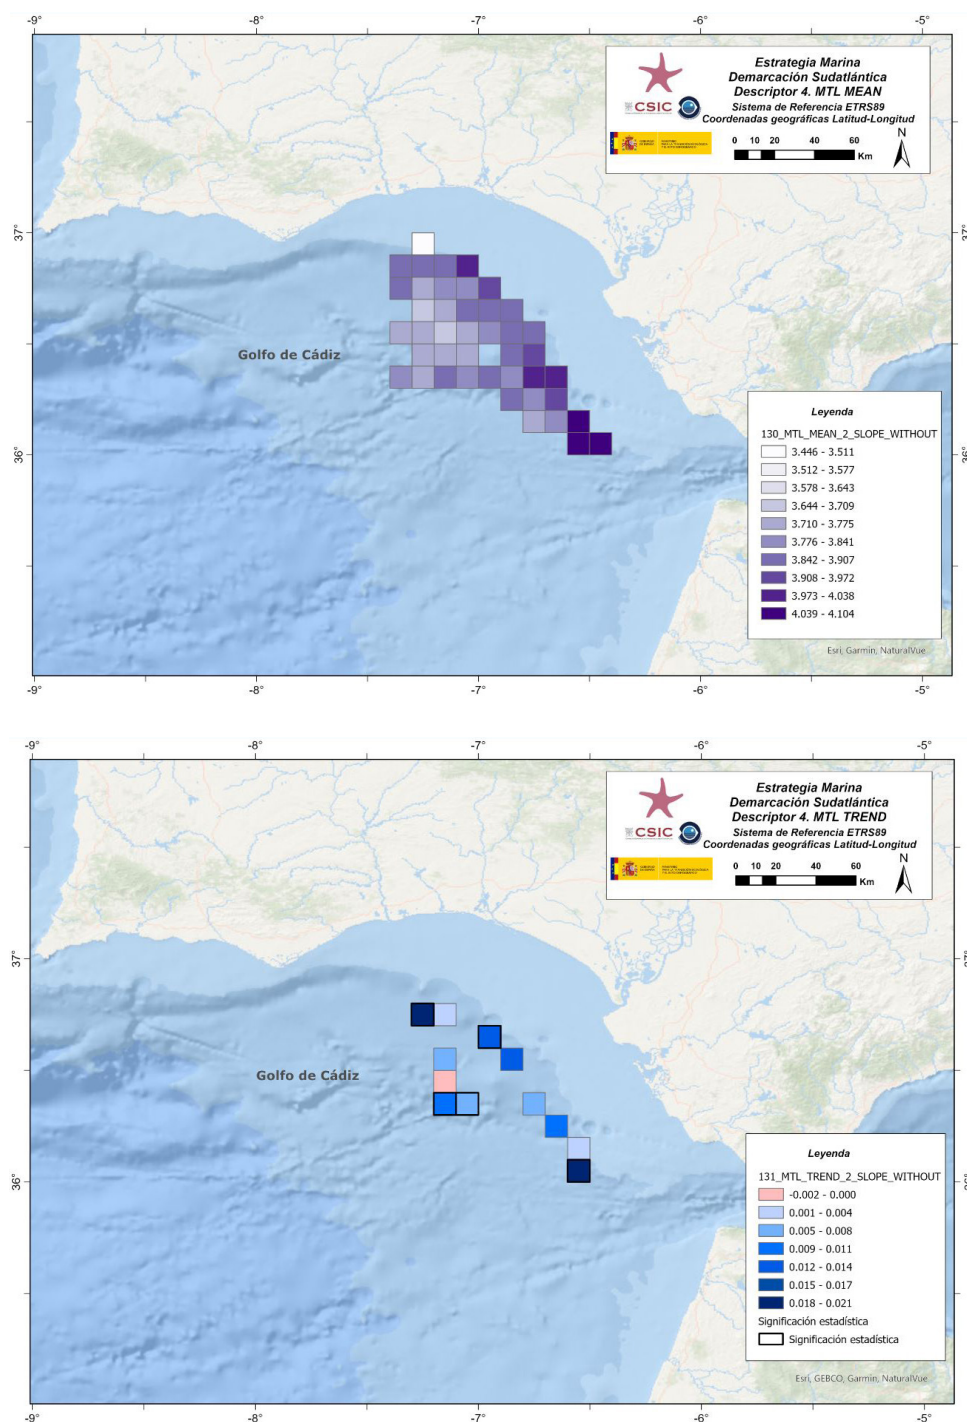 -9° -8° -7° -6° -5°
Estrategia Marina
Demarcación Sudatlántica
Descriptor 4. MTL MEAN
Sistema de Referencia ETRS89
Coordenadas geográficas Latitud-Longitud
CSIC
N
0 10 20 40 60
Km
37° 37°
Golfo de Cádiz
Leyenda
130_MTL_MEAN_2_SLOPE_WITHOUT
3.446 - 3.511
3.512 - 3.577
3.578 - 3.643
3.644 - 3.709
3.710 - 3.775
3.776 - 3.841
3.842 - 3.907
3.908 - 3.972
3.973 - 4.038
4.039 - 4.104
36° 36°
Esri, Garmin, NaturalVue
-9° -8° -7° -6° -5°
-9° -8° -7° -6° -5°
Estrategia Marina
Demarcación Sudatlántica
Descriptor 4. MTL TREND
Sistema de Referencia ETRS89
Coordenadas geográficas Latitud-Longitud
CSIC
N
0 10 20 40 60
Km
37° 37°
Golfo de Cádiz
Leyenda
131_MTL_TREND_2_SLOPE_WITHOUT
-0.002 - 0.000
0.001 - 0.004
0.005 - 0.008
0.009 - 0.011
0.012 - 0.014
0.015 - 0.017
0.018 - 0.021
Significación estadística
Significación estadística
36° 36°
Esri, GEBCO, Garmin, NaturalVue
-9° -8° -7° -6° -5°